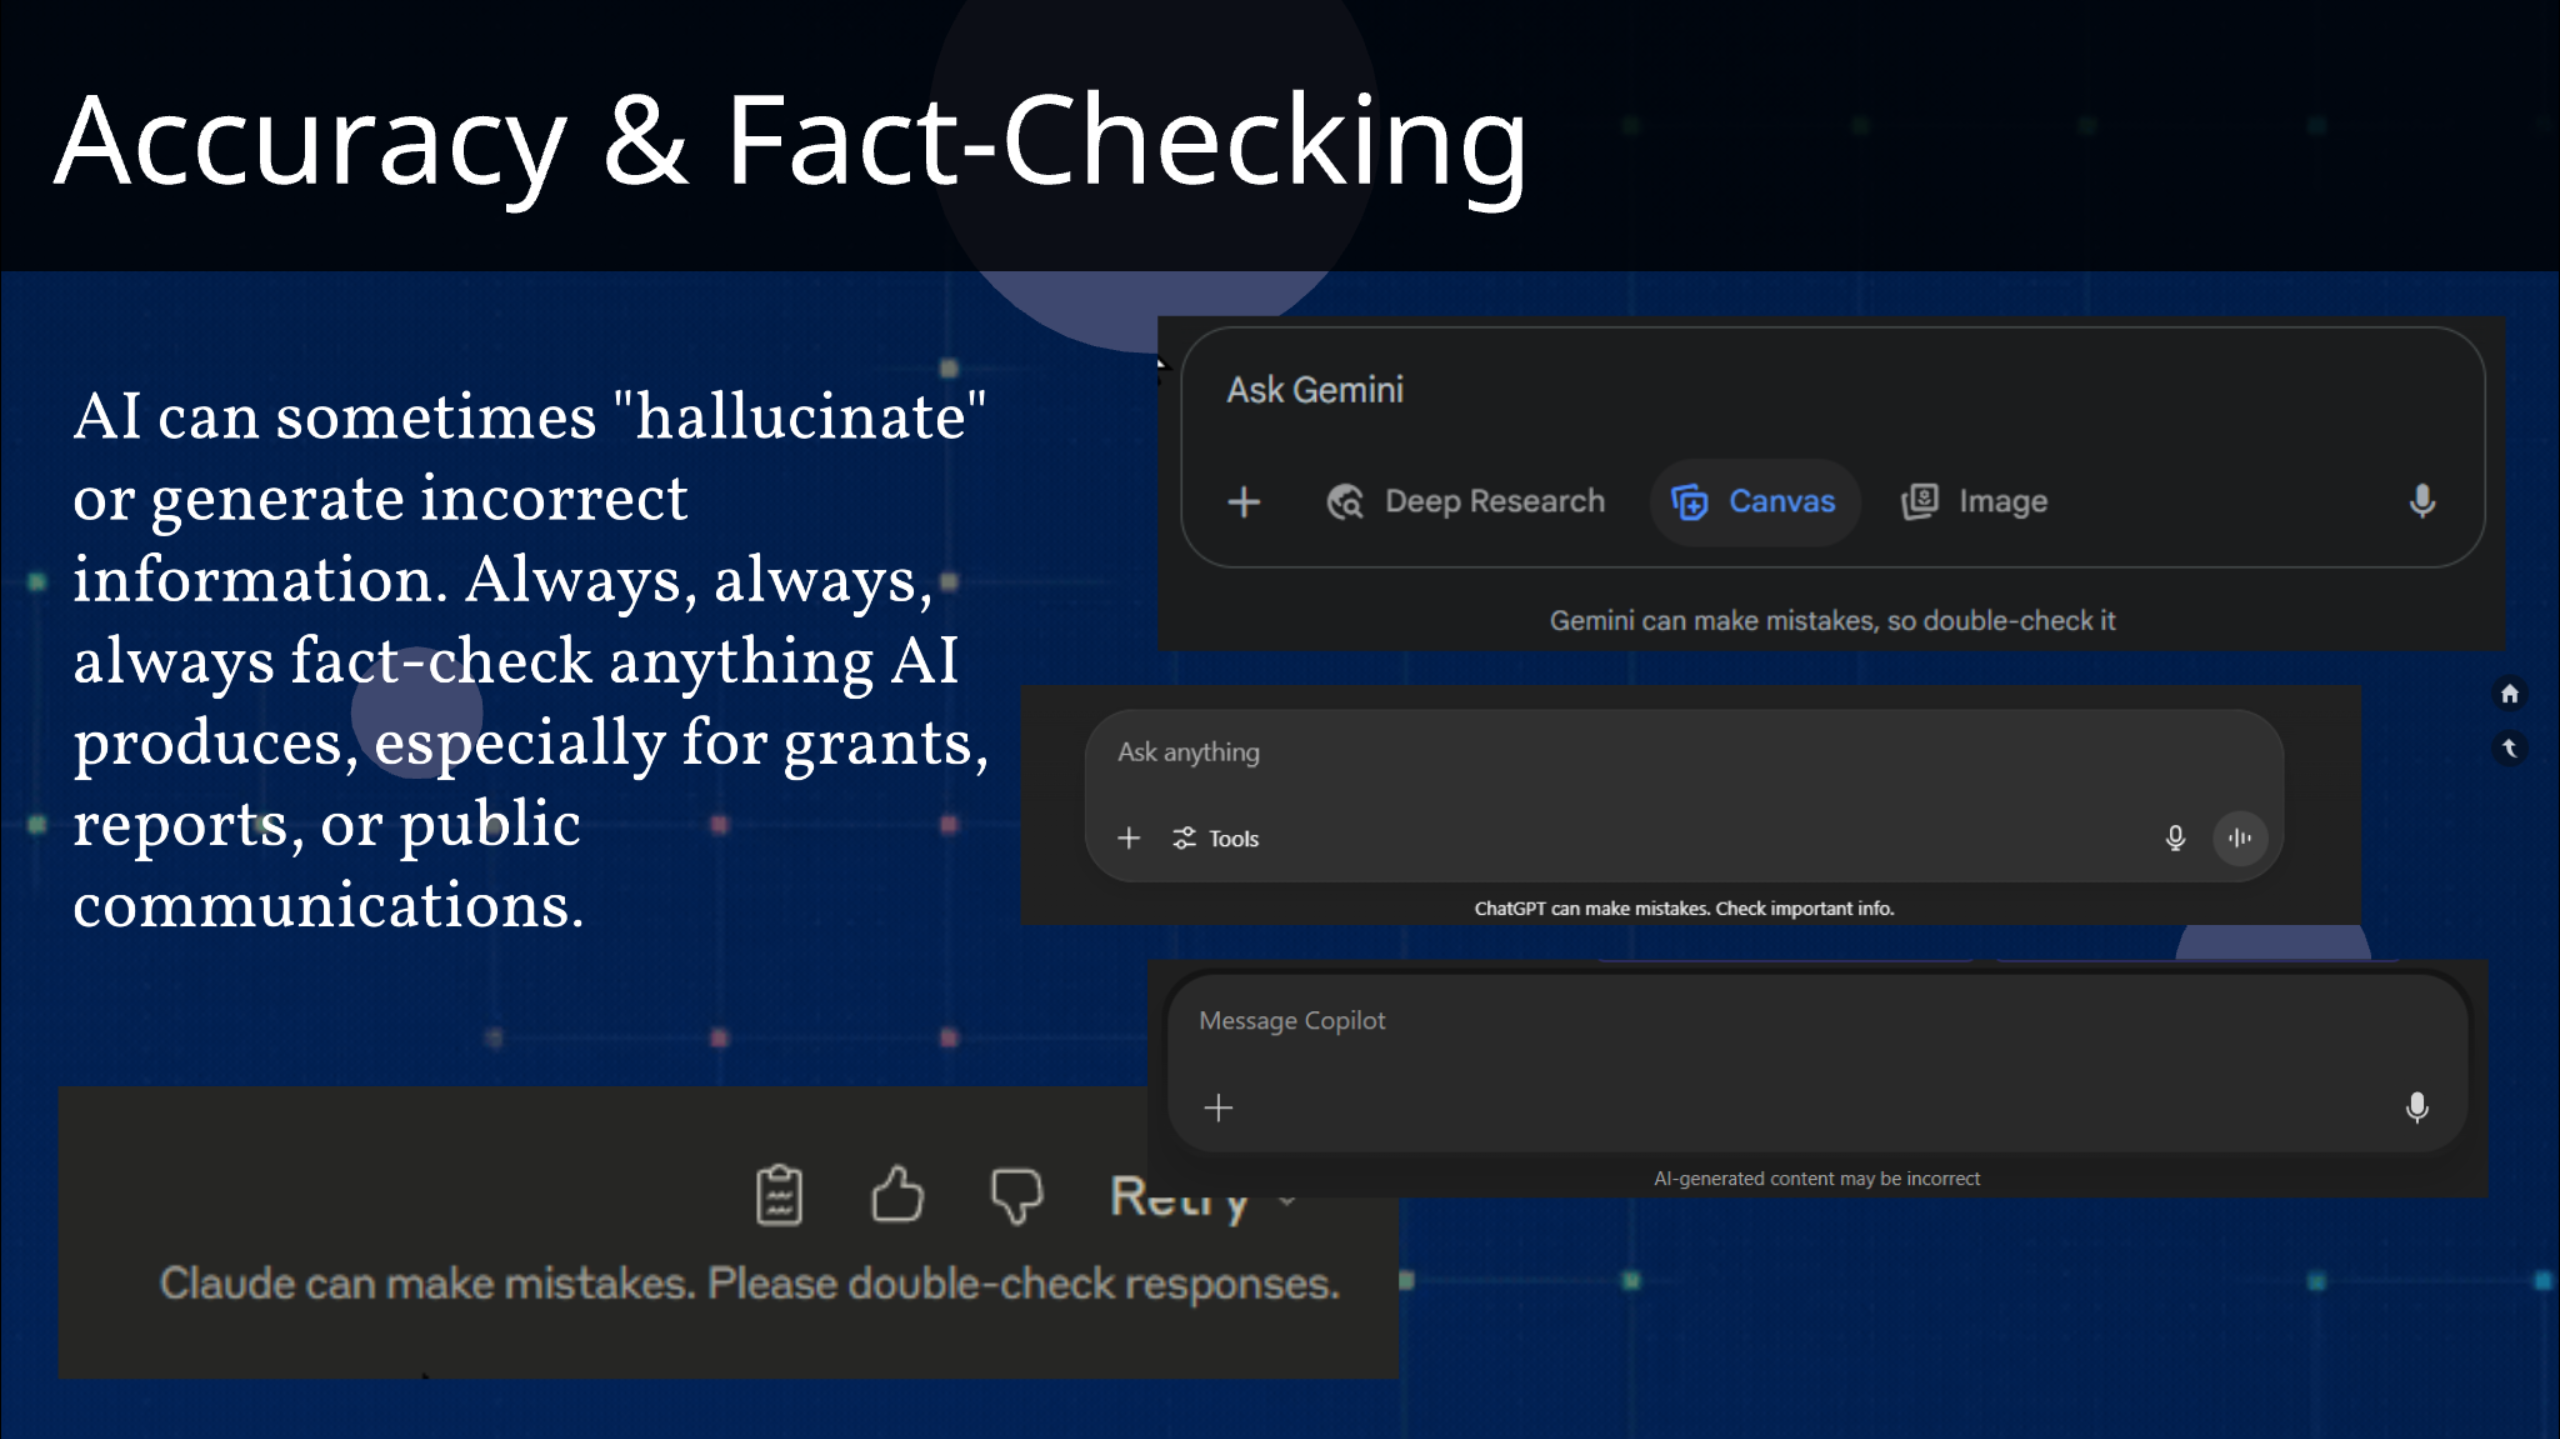 Accuracy & Fact-Checking
AI can sometimes "hallucinate"
or generate incorrect
information. Always, always,
always fact-check anything AI
produces, especially for grants,
reports, or public
communications.
Ask Gemini
Deep Research
Canvas
Image
Gemini can make mistakes, so double-check it
Ask anything
Tools
ChatGPT can make mistakes. Check important info.
Message Copilot
AI-generated content may be incorrect
Retry
Claude can make mistakes. Please double-check responses.